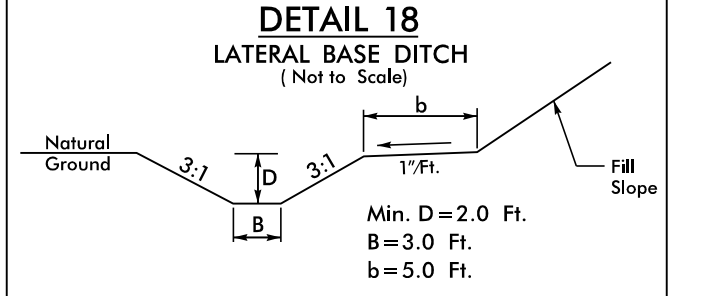 DETAIL 18
LATERAL BASE DITCH
( Not to Scale)
b
Natural
Ground
3:1
D
3:1
1"/Ft.
Fill
Slope
B
Min. D=2.0 Ft.
B=3.0 Ft.
b=5.0 Ft.